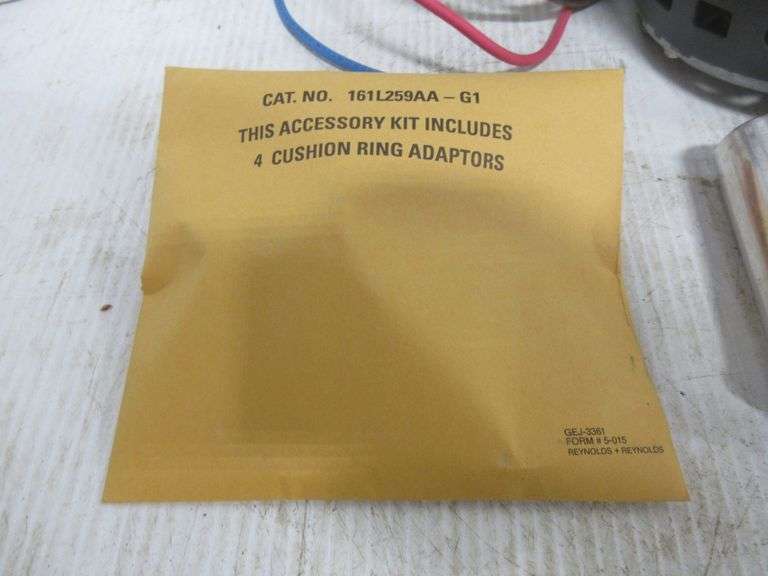 CAT. NO. 161L259AA – G1
THIS ACCESSORY KIT INCLUDES
4 CUSHION RING ADAPTORS
GEJ-3361
FORM # 5-015
REYNOLDS + REYNOLDS